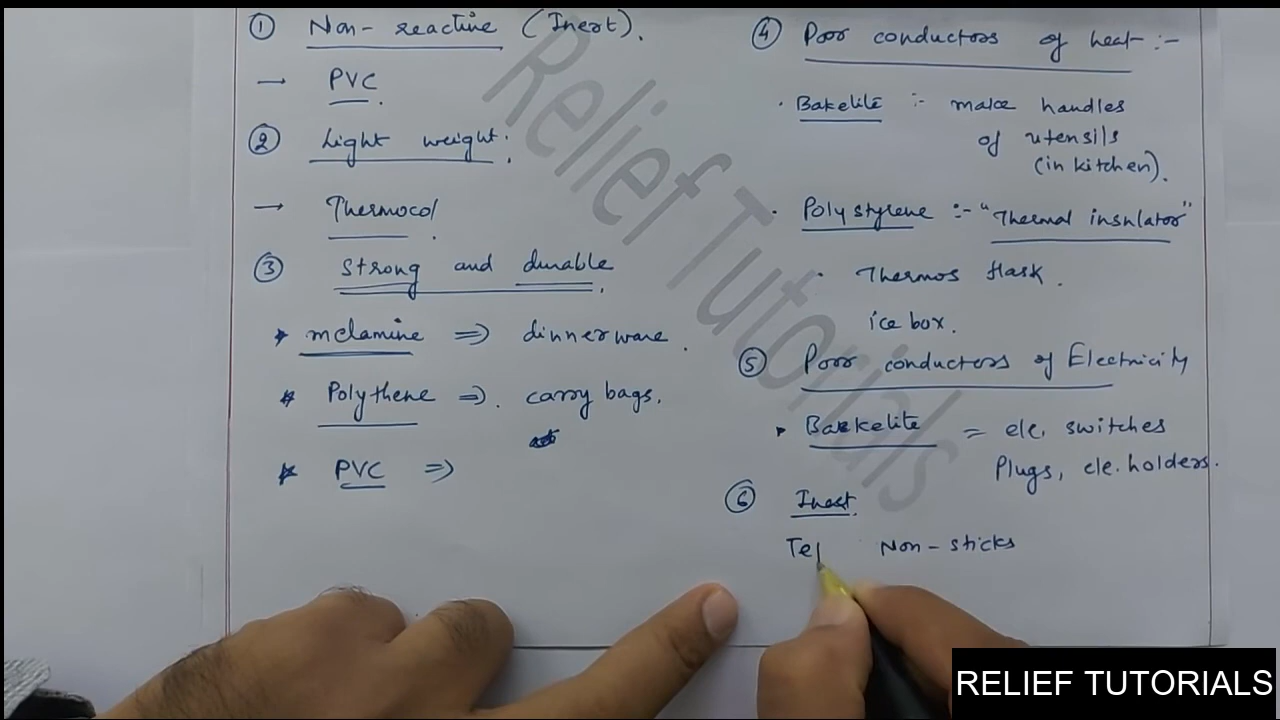 ① Non-reactive (Inert).
→ PVC.
② Light weight:
→ Thermocol.
③ Strong and durable.
* melamine ⇒ dinnerware.
* Polythene ⇒ carry bags.
* PVC ⇒
④ Poor conductors of heat :-
· Bakelite :- make handles
of utensils
(in kitchen).
· Polystyrene :- "Thermal insulator"
· Thermos flask.
ice box.
⑤ Poor conductors of Electricity
Bakelite = ele. switches
Plugs, ele. holders.
⑥ Inert.
Tel Non-sticks
Relief Tutorials
RELIEF TUTORIALS